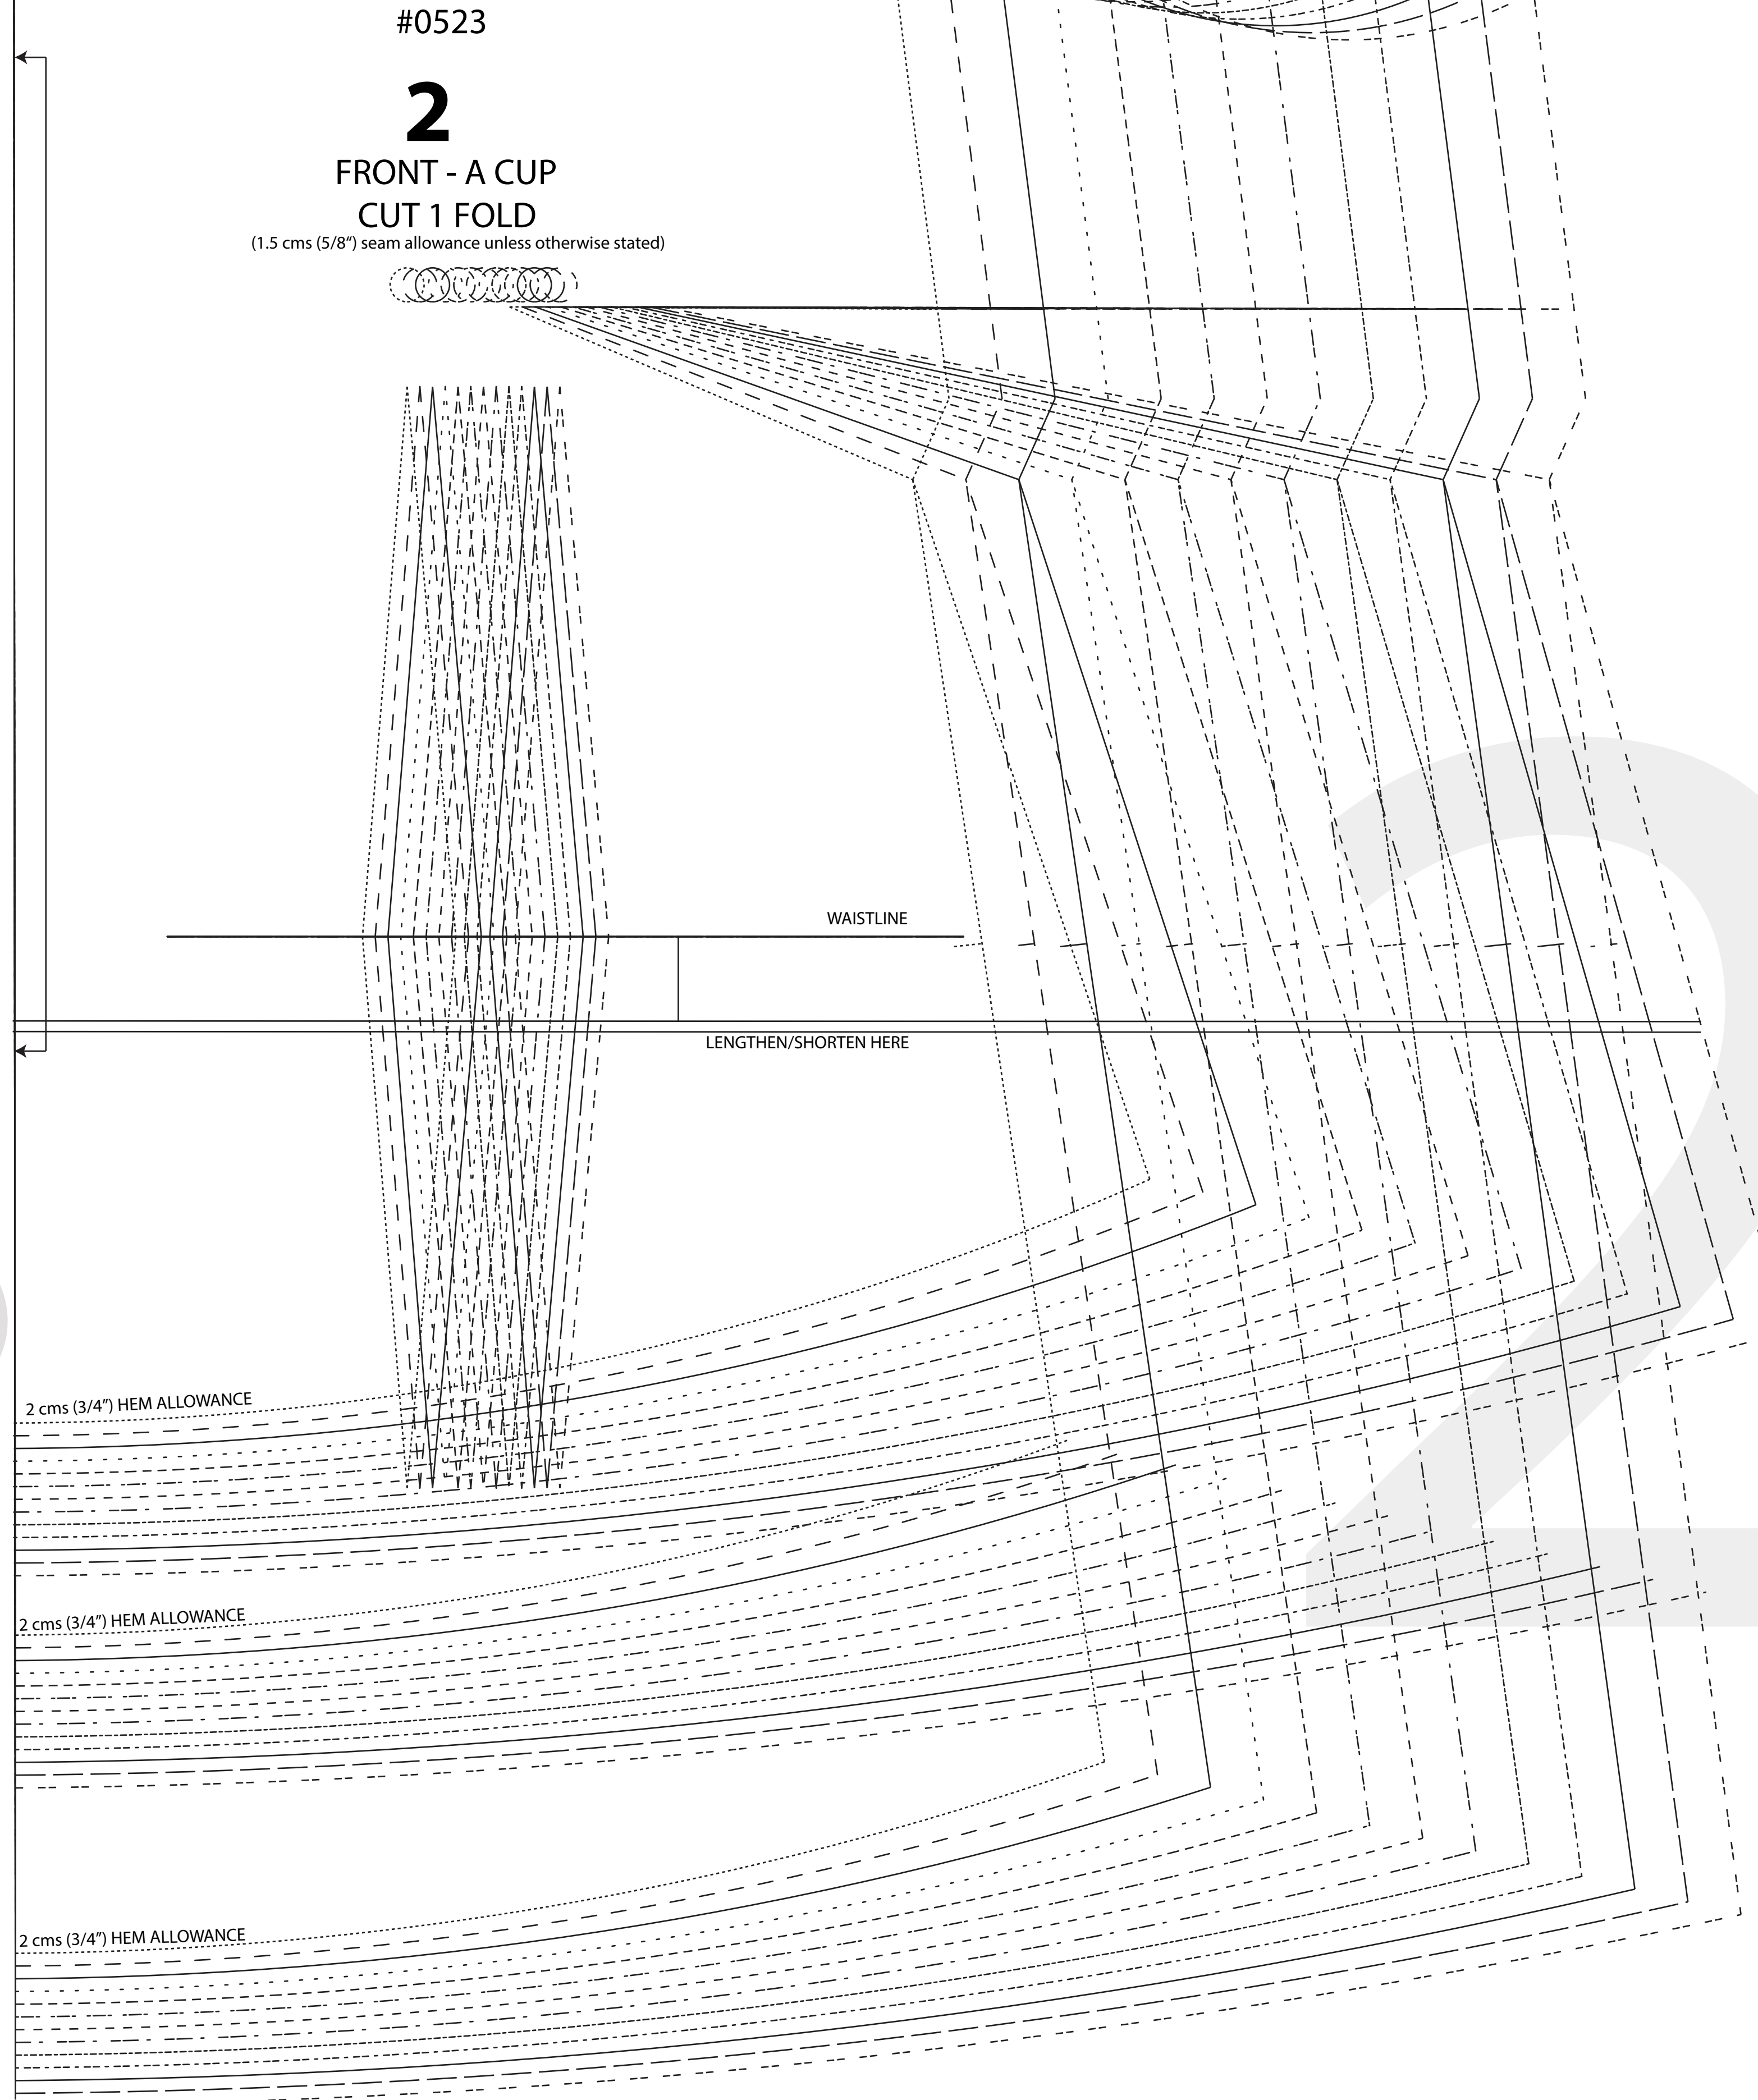 #0523
2
FRONT - A CUP
CUT 1 FOLD
(1.5 cms (5/8“) seam allowance unless otherwise stated)
WAISTLINE
LENGTHEN/SHORTEN HERE
2 cms (3/4”) HEM ALLOWANCE
2 cms (3/4”) HEM ALLOWANCE
2 cms (3/4”) HEM ALLOWANCE
2